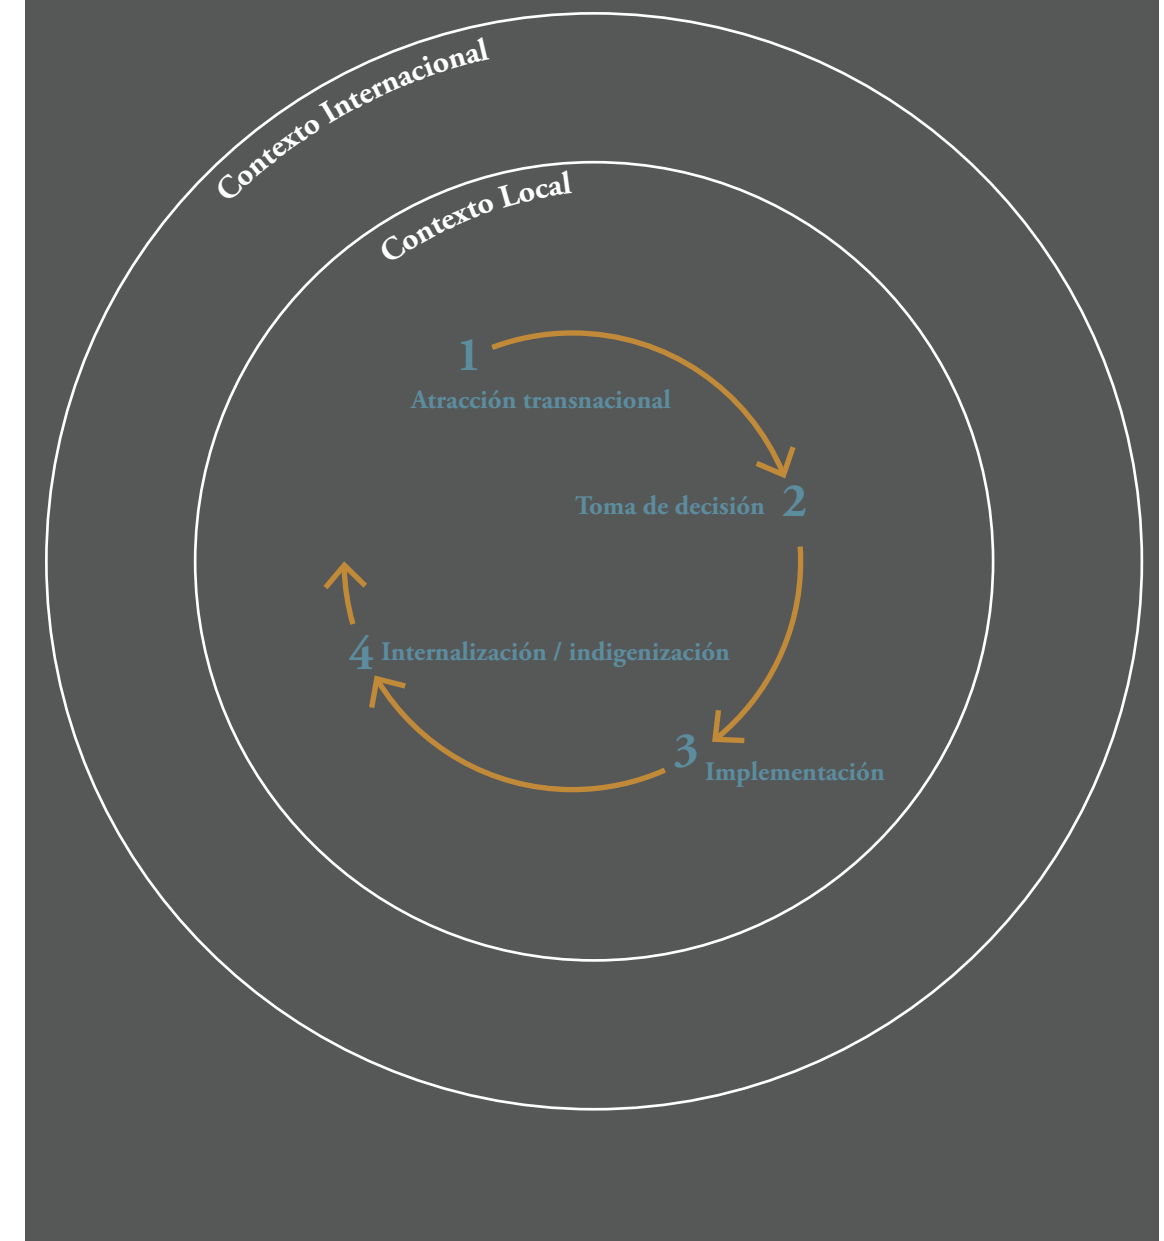 Contexto Internacional
Contexto Local
1
Atracción transnacional
Toma de decisión 2
4 Internalización / indigenización
3
Implementación